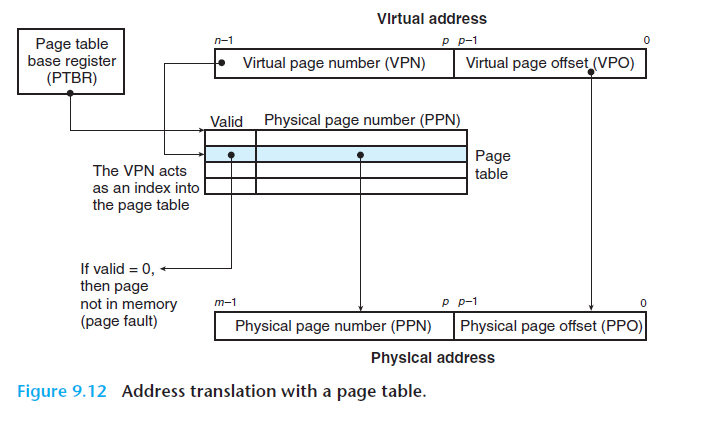 Virtual address
Page table
base register
(PTBR)
n–1
p p–1
0
Virtual page number (VPN)
Virtual page offset (VPO)
Valid
Physical page number (PPN)
Page
table
The VPN acts
as an index into
the page table
If valid = 0,
then page
not in memory
(page fault)
m–1
p p–1
0
Physical page number (PPN)
Physical page offset (PPO)
Physical address
Figure 9.12 Address translation with a page table.